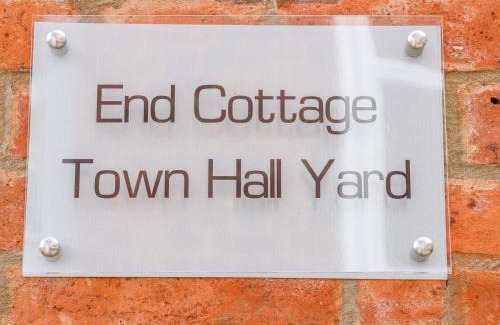 End Cottage
Town Hall Yard